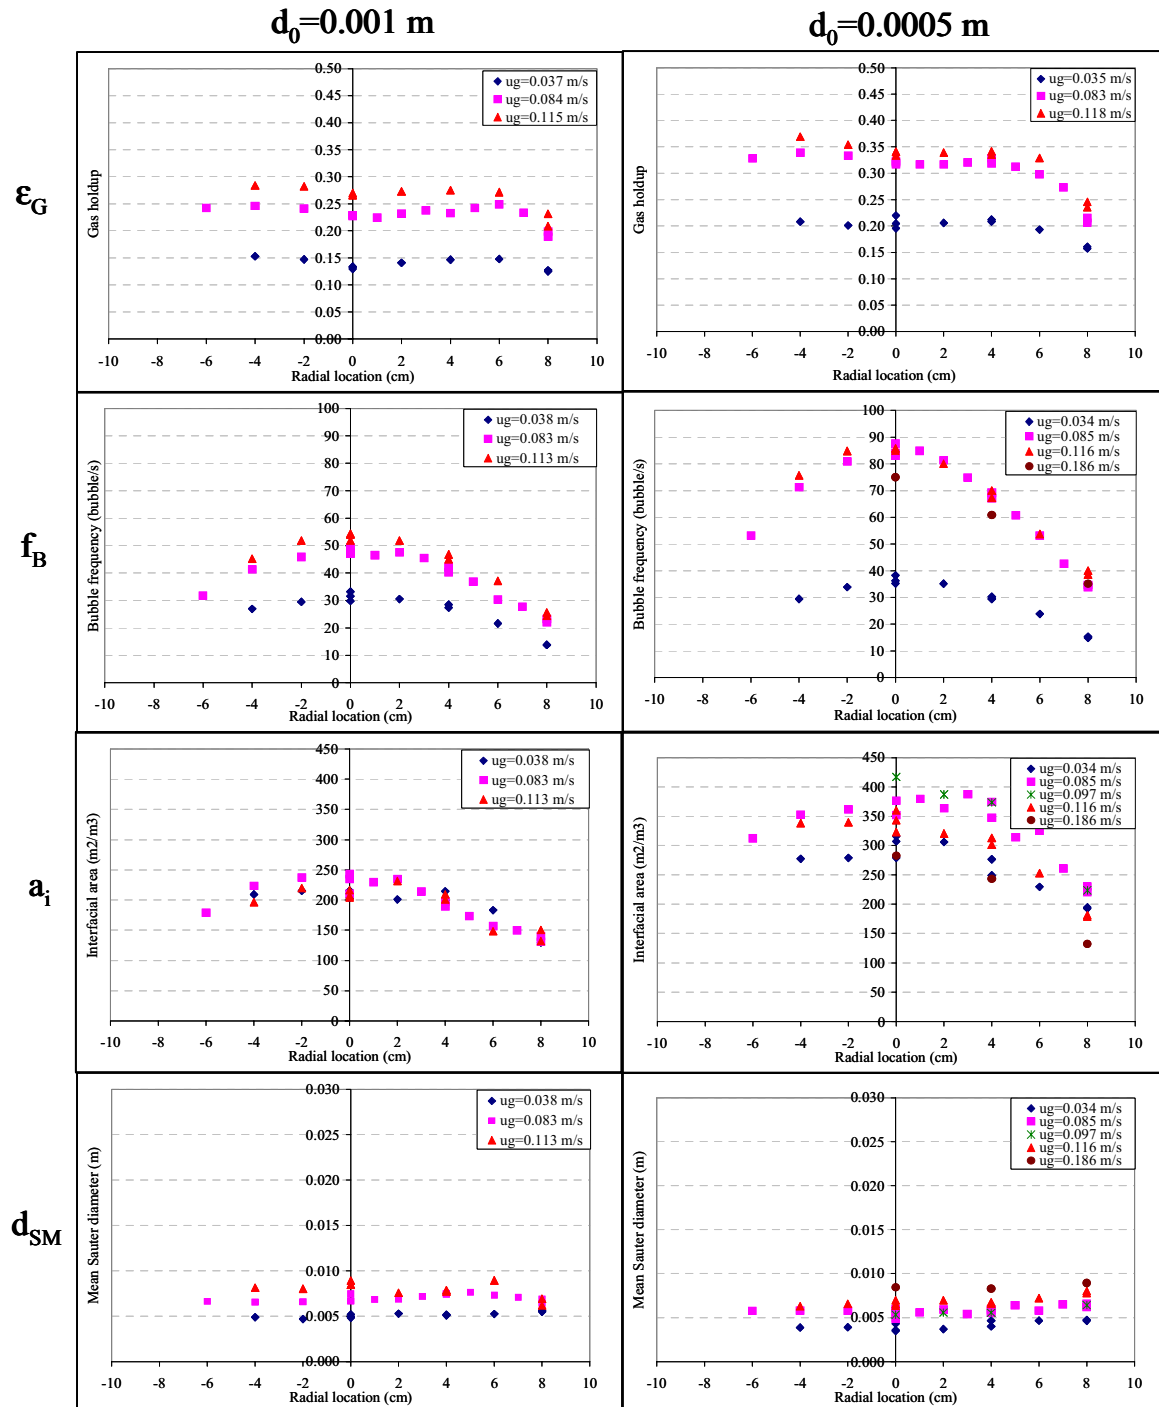 d0=0.001 m
d0=0.0005 m
εG
Gas holdup
0.50
0.45
0.40
0.35
0.30
0.25
0.20
0.15
0.10
0.05
0.00
-10 -8 -6 -4 -2 0 2 4 6 8 10
Radial location (cm)
ug=0.037 m/s
ug=0.084 m/s
ug=0.115 m/s
Gas holdup
0.50
0.45
0.40
0.35
0.30
0.25
0.20
0.15
0.10
0.05
0.00
-10 -8 -6 -4 -2 0 2 4 6 8 10
Radial location (cm)
ug=0.035 m/s
ug=0.083 m/s
ug=0.118 m/s
fB
Bubble frequency (bubble/s)
100
90
80
70
60
50
40
30
20
10
0
-10 -8 -6 -4 -2 0 2 4 6 8 10
Radial location (cm)
ug=0.038 m/s
ug=0.083 m/s
ug=0.113 m/s
Bubble frequency (bubble/s)
100
90
80
70
60
50
40
30
20
10
0
-10 -8 -6 -4 -2 0 2 4 6 8 10
Radial location (cm)
ug=0.034 m/s
ug=0.085 m/s
ug=0.116 m/s
ug=0.186 m/s
ai
Interfacial area (m2/m3)
450
400
350
300
250
200
150
100
50
0
-10 -8 -6 -4 -2 0 2 4 6 8 10
Radial location (cm)
ug=0.038 m/s
ug=0.083 m/s
ug=0.113 m/s
Interfacial area (m2/m3)
450
400
350
300
250
200
150
100
50
0
-10 -8 -6 -4 -2 0 2 4 6 8 10
Radial location (cm)
ug=0.034 m/s
ug=0.085 m/s
ug=0.097 m/s
ug=0.116 m/s
ug=0.186 m/s
dSM
Mean Sauter diameter (m)
0.030
0.025
0.020
0.015
0.010
0.005
0.000
-10 -8 -6 -4 -2 0 2 4 6 8 10
Radial location (cm)
ug=0.038 m/s
ug=0.083 m/s
ug=0.113 m/s
Mean Sauter diameter (m)
0.030
0.025
0.020
0.015
0.010
0.005
0.000
-10 -8 -6 -4 -2 0 2 4 6 8 10
Radial location (cm)
ug=0.034 m/s
ug=0.085 m/s
ug=0.097 m/s
ug=0.116 m/s
ug=0.186 m/s